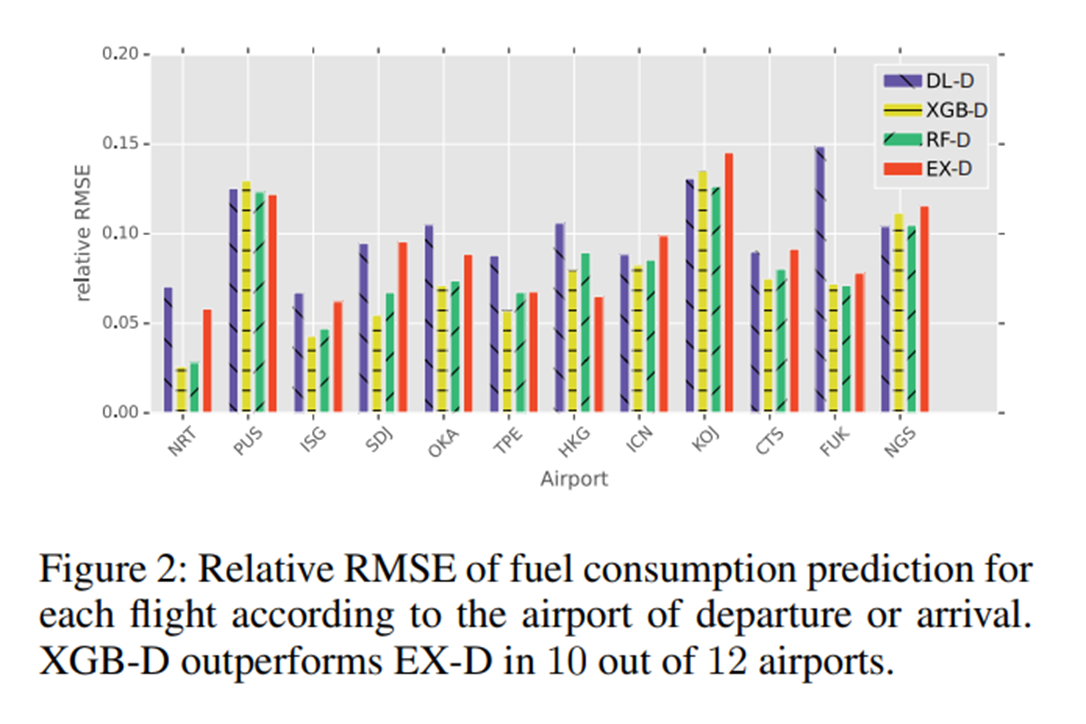 0.20
0.15
0.10
0.05
0.00
relative RMSE
DL-D
XGB-D
RF-D
EX-D
NRT
PUS
ISG
SDJ
OKA
TPE
HKG
ICN
KOJ
CTS
FUK
NGS
Airport
Figure 2: Relative RMSE of fuel consumption prediction for
each flight according to the airport of departure or arrival.
XGB-D outperforms EX-D in 10 out of 12 airports.